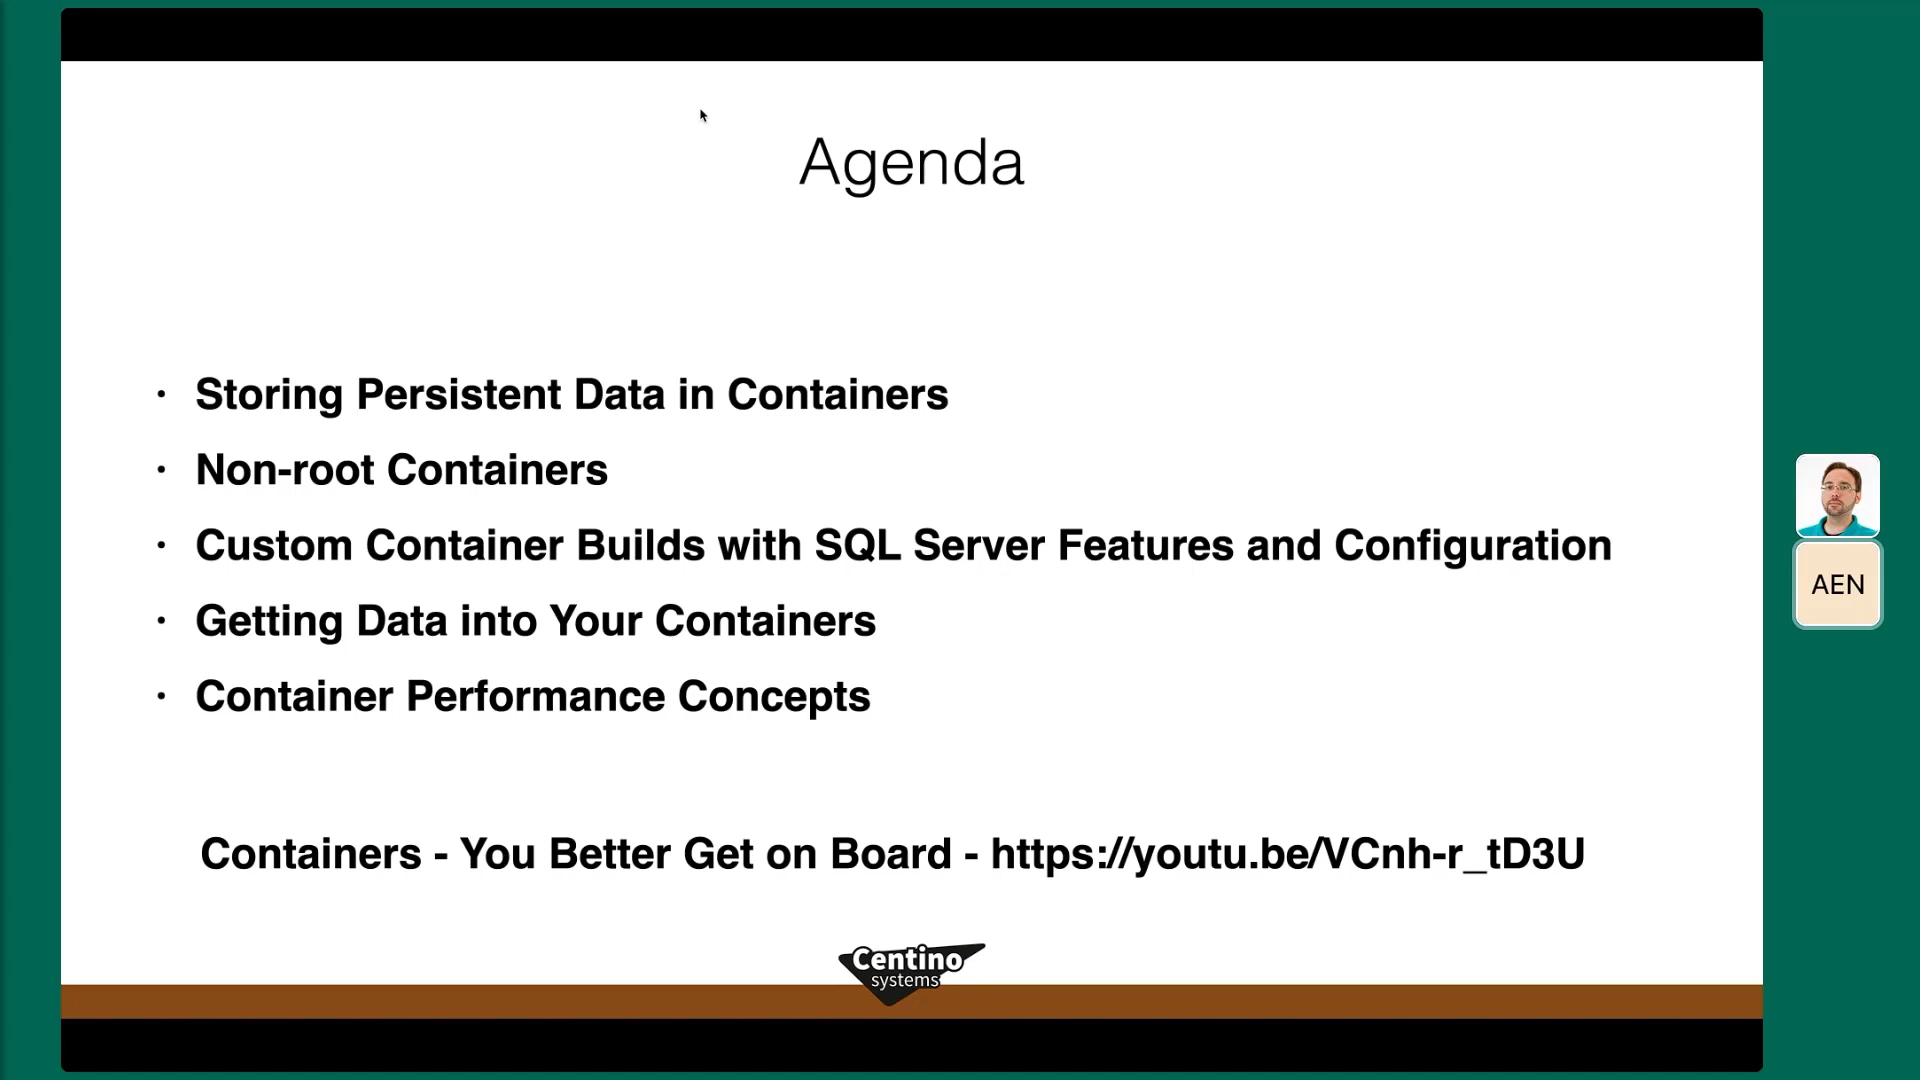 Agenda
• Storing Persistent Data in Containers
• Non-root Containers
• Custom Container Builds with SQL Server Features and Configuration
• Getting Data into Your Containers
• Container Performance Concepts
Containers - You Better Get on Board - https://youtu.be/VCnh-r_tD3U
Centino
systems
AEN